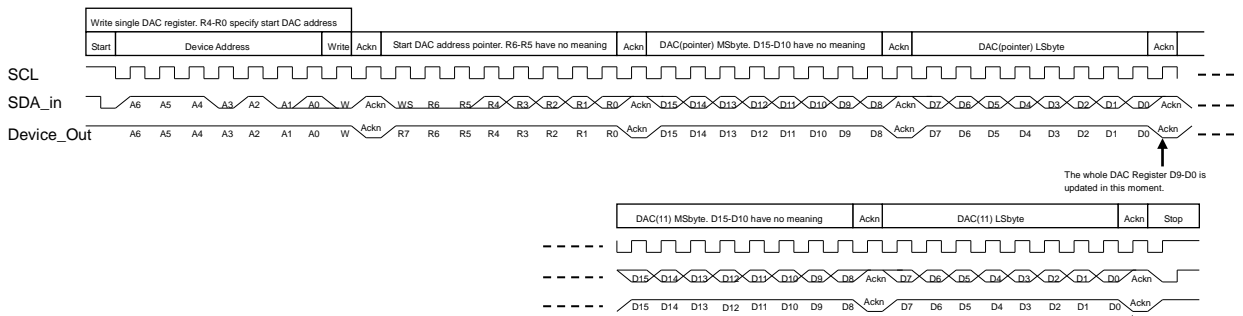 Write single DAC register. R4-R0 specify start DAC address
Start Device Address Write Ackn Start DAC address pointer. R6-R5 have no meaning Ackn DAC(pointer) MSbyte. D15-D10 have no meaning Ackn DAC(pointer) LSbyte Ackn
SCL
SDA_in A6 A5 A4 A3 A2 A1 A0 W Ackn WS R6 R5 R4 R3 R2 R1 R0 Ackn D15 D14 D13 D12 D11 D10 D9 D8 Ackn D7 D6 D5 D4 D3 D2 D1 D0 Ackn
Device_Out A6 A5 A4 A3 A2 A1 A0 W Ackn R7 R6 R5 R4 R3 R2 R1 R0 Ackn D15 D14 D13 D12 D11 D10 D9 D8 Ackn D7 D6 D5 D4 D3 D2 D1 D0 Ackn
The whole DAC Register D9-D0 is
updated in this moment.
DAC(11) MSbyte. D15-D10 have no meaning Ackn DAC(11) LSbyte Ackn Stop
D15 D14 D13 D12 D11 D10 D9 D8 Ackn D7 D6 D5 D4 D3 D2 D1 D0 Ackn
D15 D14 D13 D12 D11 D10 D9 D8 Ackn D7 D6 D5 D4 D3 D2 D1 D0 Ackn